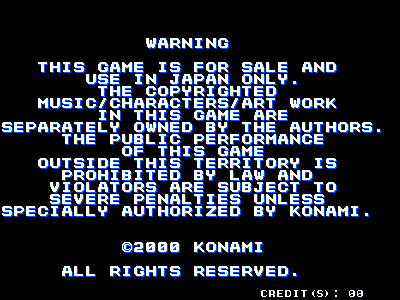 WARNING
THIS GAME IS FOR SALE AND
USE IN JAPAN ONLY.
THE COPYRIGHTED
MUSIC/CHARACTERS/ART WORK
IN THIS GAME ARE
SEPARATELY OWNED BY THE AUTHORS.
THE PUBLIC PERFORMANCE
OF THIS GAME
OUTSIDE THIS TERRITORY IS
PROHIBITED BY LAW AND
VIOLATORS ARE SUBJECT TO
SEVERE PENALTIES UNLESS
SPECIALLY AUTHORIZED BY KONAMI.
©2000 KONAMI
ALL RIGHTS RESERVED.
CREDIT(S): 00